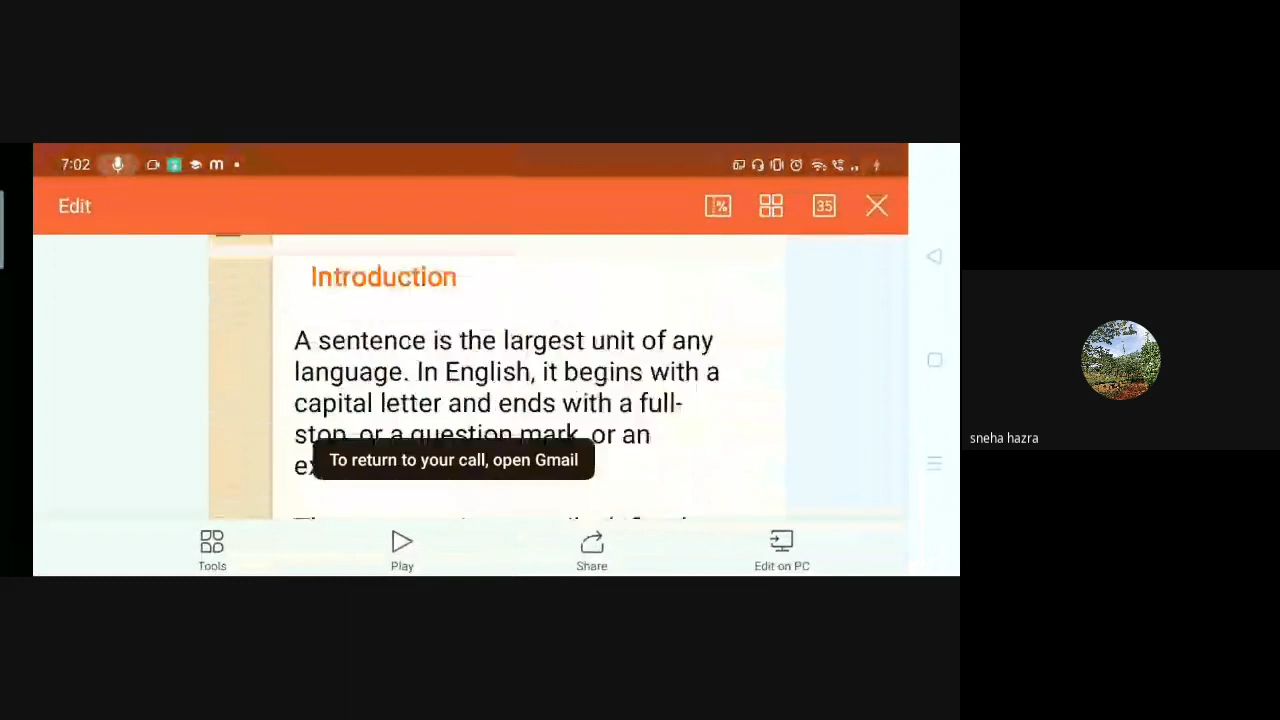 7:02
Edit
%
35
Introduction
A sentence is the largest unit of any
language. In English, it begins with a
capital letter and ends with a full-
stop, or a question mark, or an
To return to your call, open Gmail
Tools
Play
Share
Edit on PC
sneha hazra